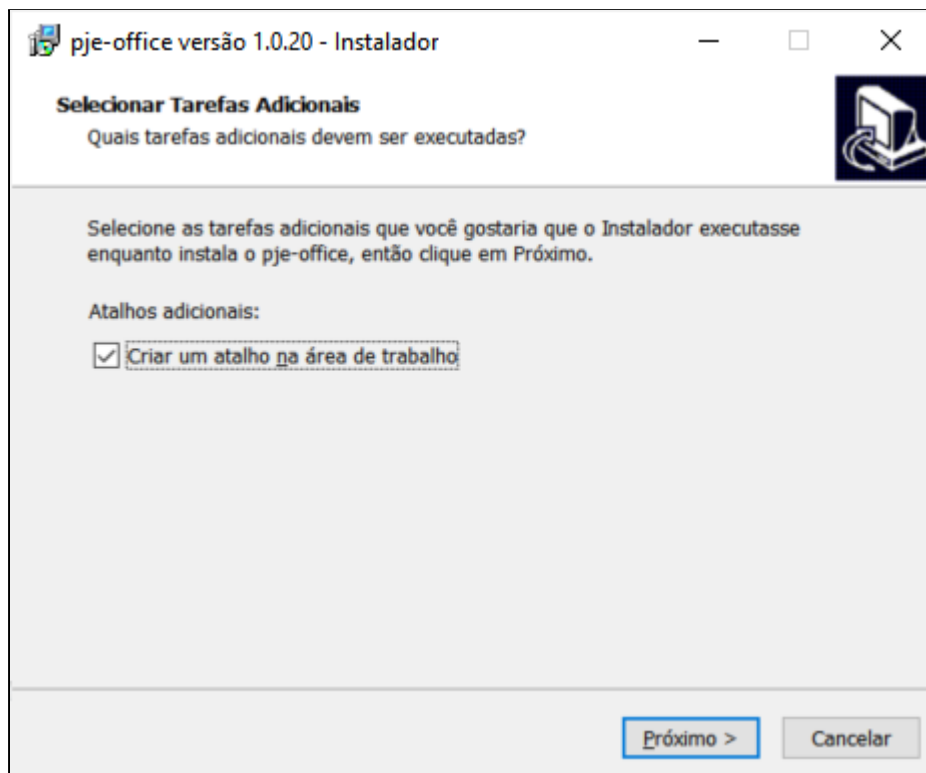 pje-office versão 1.0.20 - Instalador
Selecionar Tarefas Adicionais
Quais tarefas adicionais devem ser executadas?
Selecione as tarefas adicionais que você gostaria que o Instalador executasse
enquanto instala o pje-office, então clique em Próximo.
Atalhos adicionais:
Criar um atalho na área de trabalho
Próximo >
Cancelar